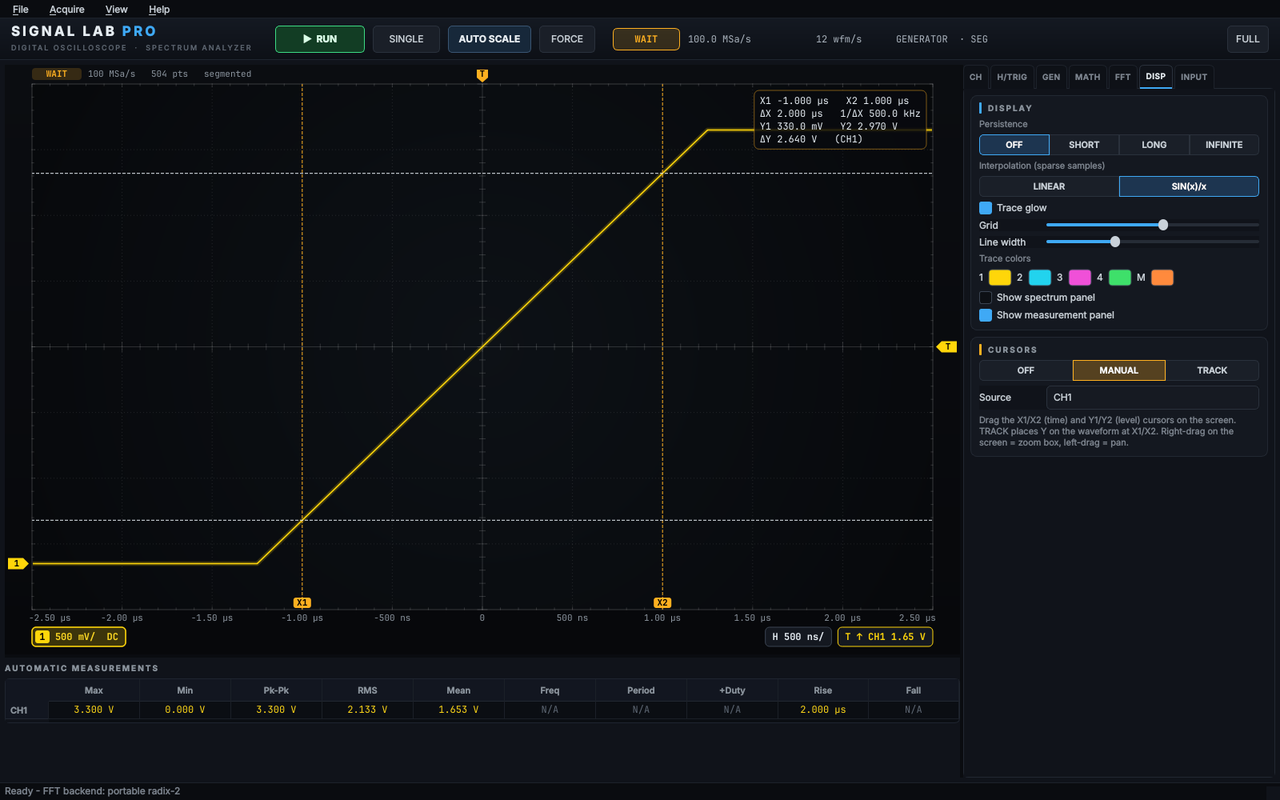 File Acquire View Help
SIGNAL LAB PRO
DIGITAL OSCILLOSCOPE · SPECTRUM ANALYZER
▶ RUN SINGLE AUTO SCALE FORCE WAIT 100.0 MSa/s 12 wfm/s GENERATOR · SEG FULL
WAIT 100 MSa/s 504 pts segmented
T
X1 -1.000 µs X2 1.000 µs
ΔX 2.000 µs 1/ΔX 500.0 kHz
Y1 330.0 mV Y2 2.970 V
ΔY 2.640 V (CH1)
T
1
X1 X2
-2.50 µs -2.00 µs -1.50 µs -1.00 µs -500 ns 0 500 ns 1.00 µs 1.50 µs 2.00 µs 2.50 µs
1 500 mV/ DC H 500 ns/ T ↑ CH1 1.65 V
AUTOMATIC MEASUREMENTS
Max Min Pk-Pk RMS Mean Freq Period +Duty Rise Fall
CH1 3.300 V 0.000 V 3.300 V 2.133 V 1.653 V N/A N/A N/A 2.000 µs N/A
CH H/TRIG GEN MATH FFT DISP INPUT
DISPLAY
Persistence
OFF SHORT LONG INFINITE
Interpolation (sparse samples)
LINEAR SIN(x)/x
Trace glow
Grid
Line width
Trace colors
1 2 3 4 M
Show spectrum panel
Show measurement panel
CURSORS
OFF MANUAL TRACK
Source CH1
Drag the X1/X2 (time) and Y1/Y2 (level) cursors on the screen.
TRACK places Y on the waveform at X1/X2. Right-drag on the
screen = zoom box, left-drag = pan.
Ready - FFT backend: portable radix-2